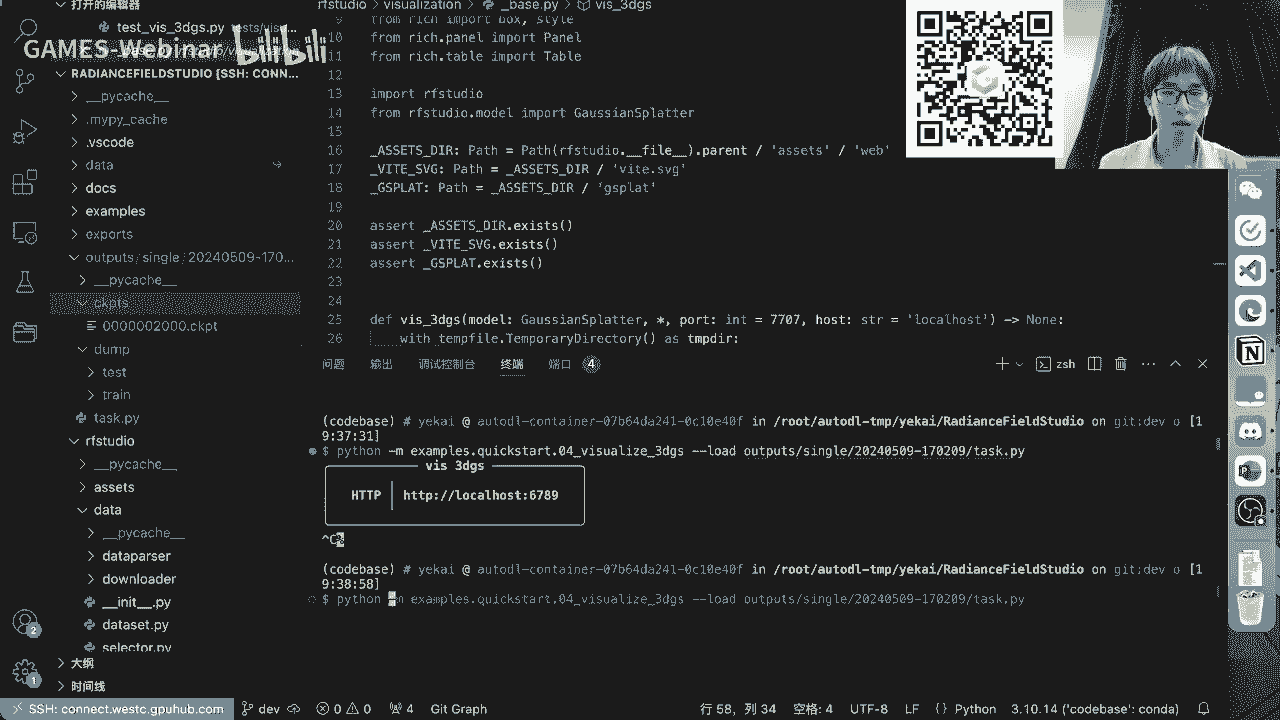 打开的编辑器
test_vis_3dgs.py
GAMES-Webinar bilibili
RADIANCEFIELDSTUDIO [SSH: CONN...
__pycache__
.mypy_cache
.vscode
data
docs
examples
exports
outputs/single/20240509-170...
__pycache__
ckpts
0000002000.ckpt
dump
test
train
task.py
rfstudio
__pycache__
assets
data
__pycache__
dataparser
downloader
__init__.py
dataset.py
selector.py
大纲
时间线
rfstudio > visualization > _base.py > vis_3dgs
9 from rich import box, style
10 from rich.panel import Panel
11 from rich.table import Table
12
13 import rfstudio
14 from rfstudio.model import GaussianSplatter
15
16 _ASSETS_DIR: Path = Path(rfstudio.__file__).parent / 'assets' / 'web'
17 _VITE_SVG: Path = _ASSETS_DIR / 'vite.svg'
18 _GSPLAT: Path = _ASSETS_DIR / 'gsplat'
19
20 assert _ASSETS_DIR.exists()
21 assert _VITE_SVG.exists()
22 assert _GSPLAT.exists()
23
24
25 def vis_3dgs(model: GaussianSplatter, *, port: int = 7707, host: str = 'localhost') -> None:
26 with tempfile.TemporaryDirectory() as tmpdir:
问题 输出 调试控制台 终端 端口 4 zsh
(codebase) # yekai @ autodl-container-07b64da241-0c10e40f in /root/autodl-tmp/yekai/RadianceFieldStudio on git:dev o [1
9:37:31]
$ python -m examples.quickstart.04_visualize_3dgs --load outputs/single/20240509-170209/task.py
vis 3dgs
HTTP http://localhost:6789
^C
(codebase) # yekai @ autodl-container-07b64da241-0c10e40f in /root/autodl-tmp/yekai/RadianceFieldStudio on git:dev o [1
9:38:58]
$ python -m examples.quickstart.04_visualize_3dgs --load outputs/single/20240509-170209/task.py
2
1
SSH: connect.westc.gpuhub.com dev 0 0 4 Git Graph 行 58，列 34 空格: 4 UTF-8 LF Python 3.10.14 ('codebase': conda)